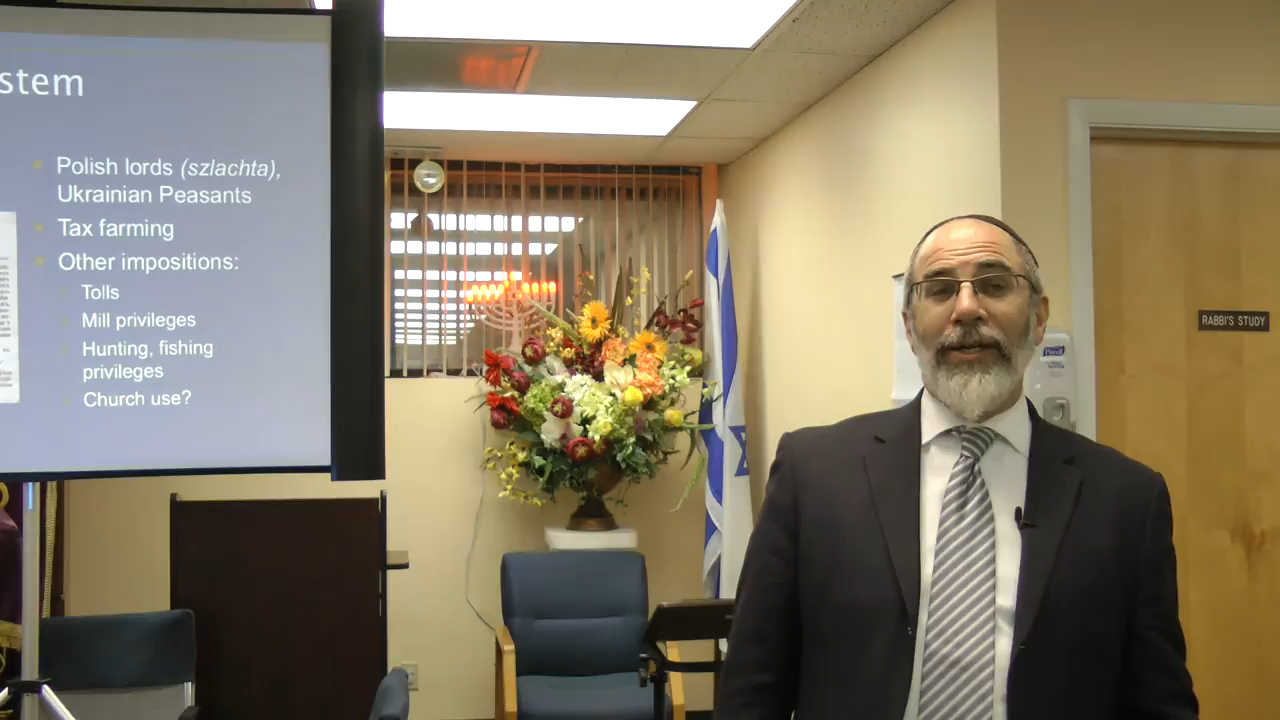 stem
Polish lords (szlachta),
Ukrainian Peasants
Tax farming
Other impositions:
Tolls
Mill privileges
Hunting, fishing
privileges
Church use?
RABBI'S STUDY
Purell